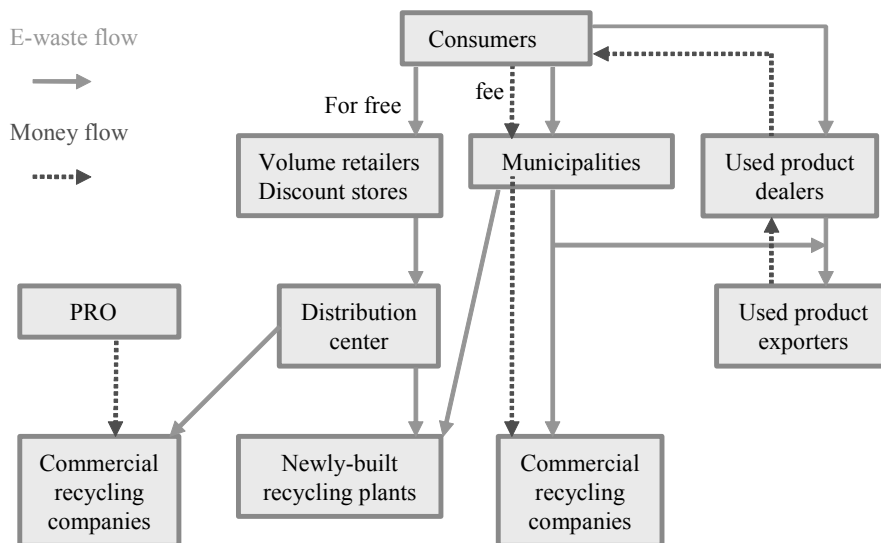 E-waste flow
Money flow
Consumers
For free
fee
Volume retailers
Discount stores
Municipalities
Used product
dealers
PRO
Distribution
center
Used product
exporters
Commercial
recycling
companies
Newly-built
recycling plants
Commercial
recycling
companies